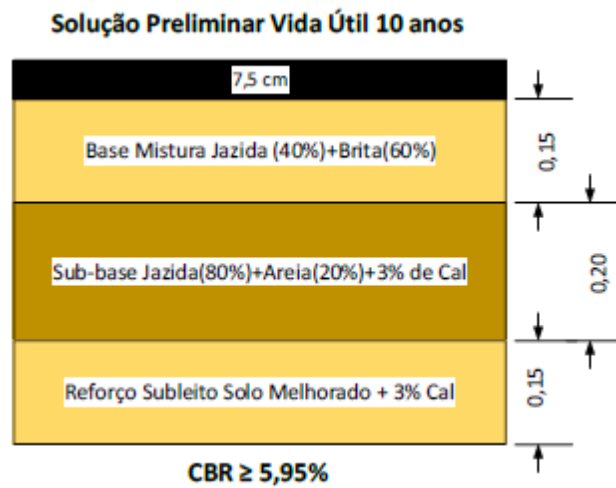 Solução Preliminar Vida Útil 10 anos
7,5 cm
Base Mistura Jazida (40%)+Brita(60%)
0,15
Sub-base Jazida(80%)+Areia(20%)+3% de Cal
0,20
Reforço Subleito Solo Melhorado + 3% Cal
0,15
CBR ≥ 5,95%